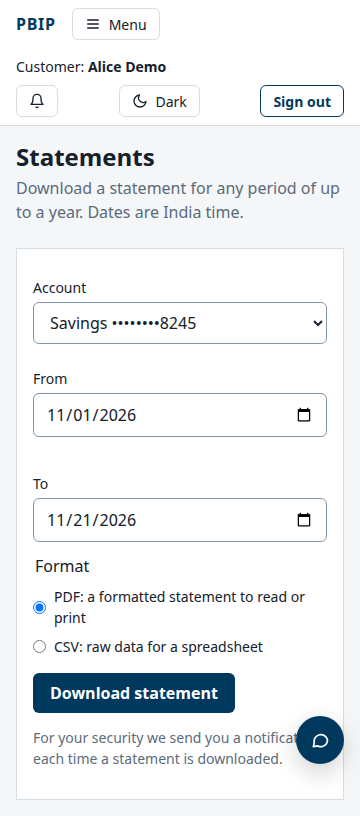 PBIP
Menu
Customer: Alice Demo
Dark
Sign out
Statements
Download a statement for any period of up
to a year. Dates are India time.
Account
Savings ••••••••8245
From
11/01/2026
To
11/21/2026
Format
PDF: a formatted statement to read or
print
CSV: raw data for a spreadsheet
Download statement
For your security we send you a
each time a statement is downloaded.